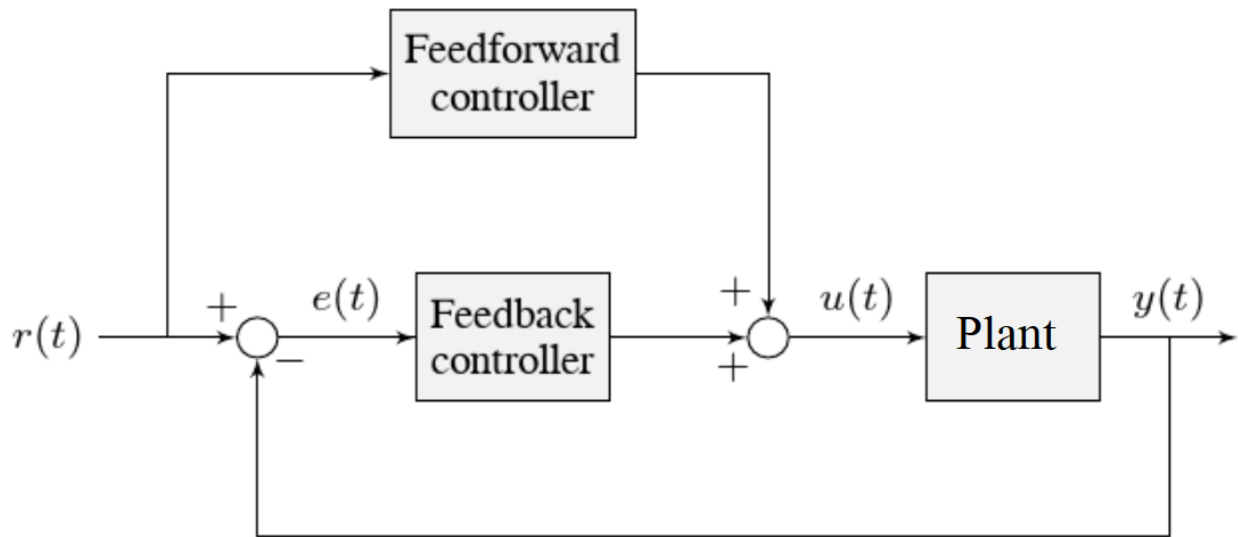 Feedforward
controller
+
e(t)
+
u(t)
y(t)
r(t)
Feedback
controller
Plant
−
+